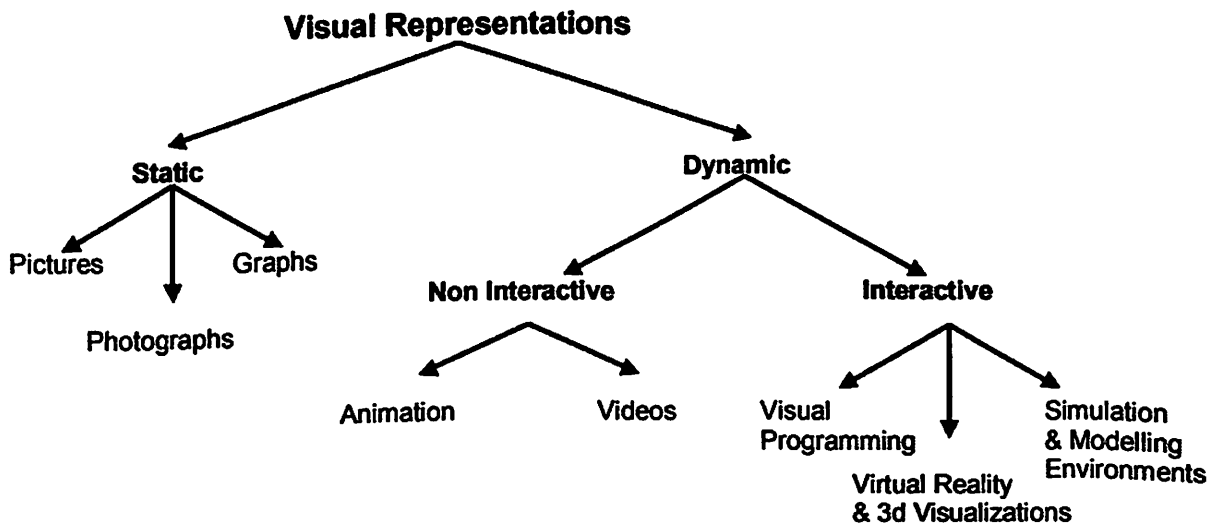 Visual Representations
Static
Dynamic
Pictures
Graphs
Photographs
Non Interactive
Interactive
Animation
Videos
Visual
Programming
Virtual Reality
& 3d Visualizations
Simulation
& Modelling
Environments